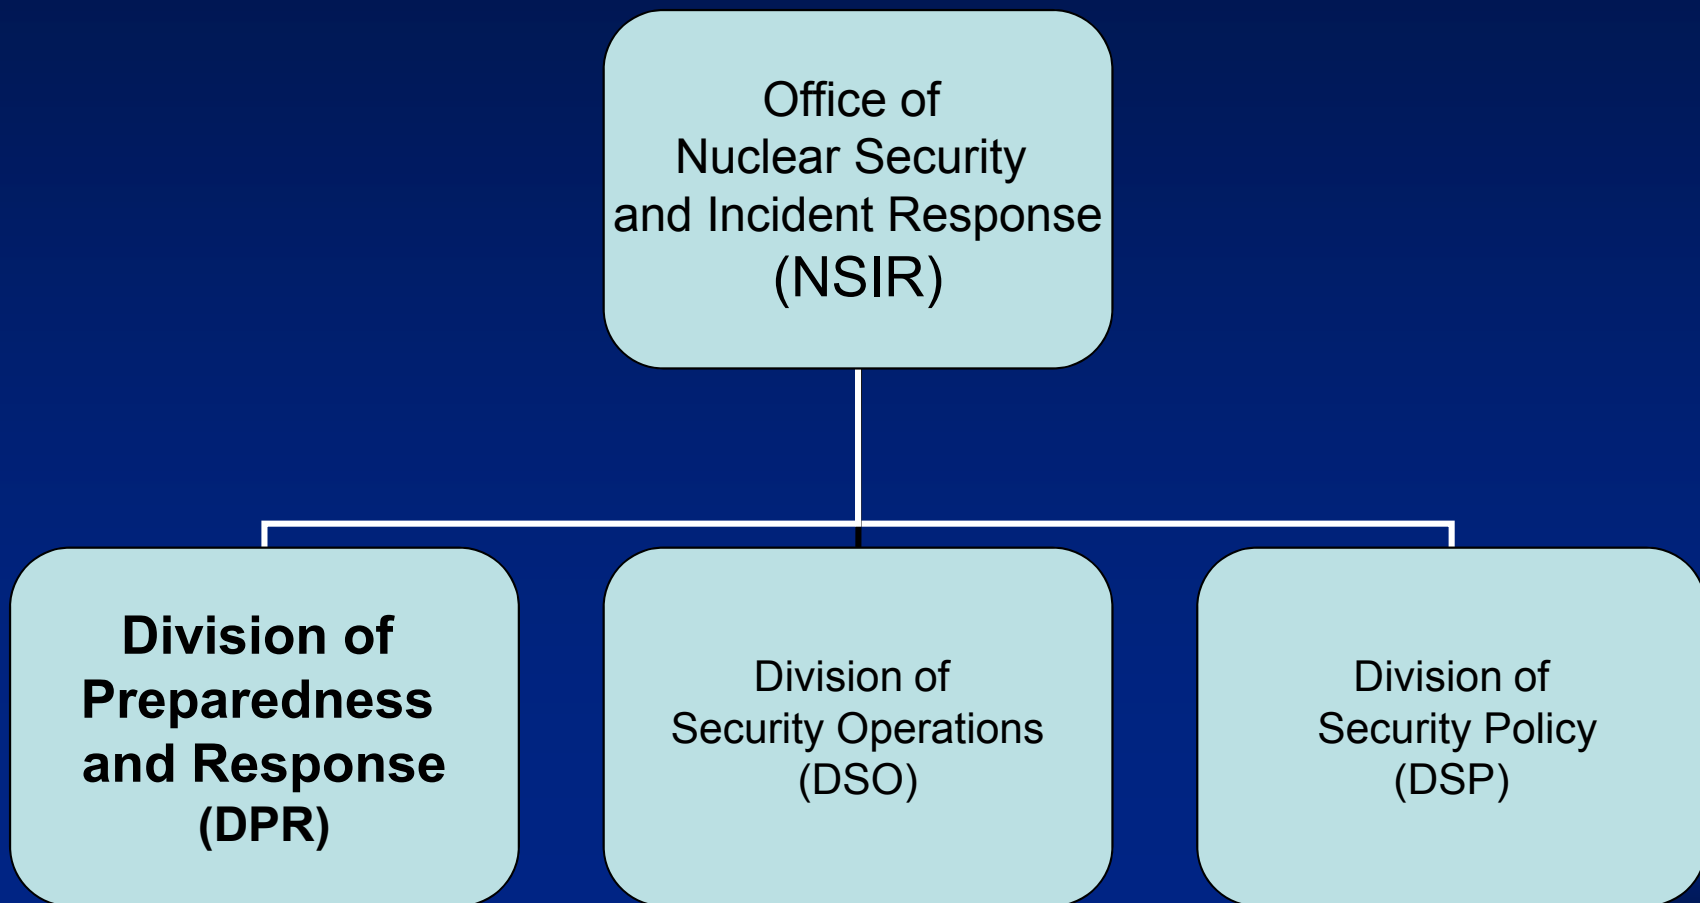 Office of
Nuclear Security
and Incident Response
(NSIR)
Division of
Preparedness
and Response
(DPR)
Division of
Security Operations
(DSO)
Division of
Security Policy
(DSP)